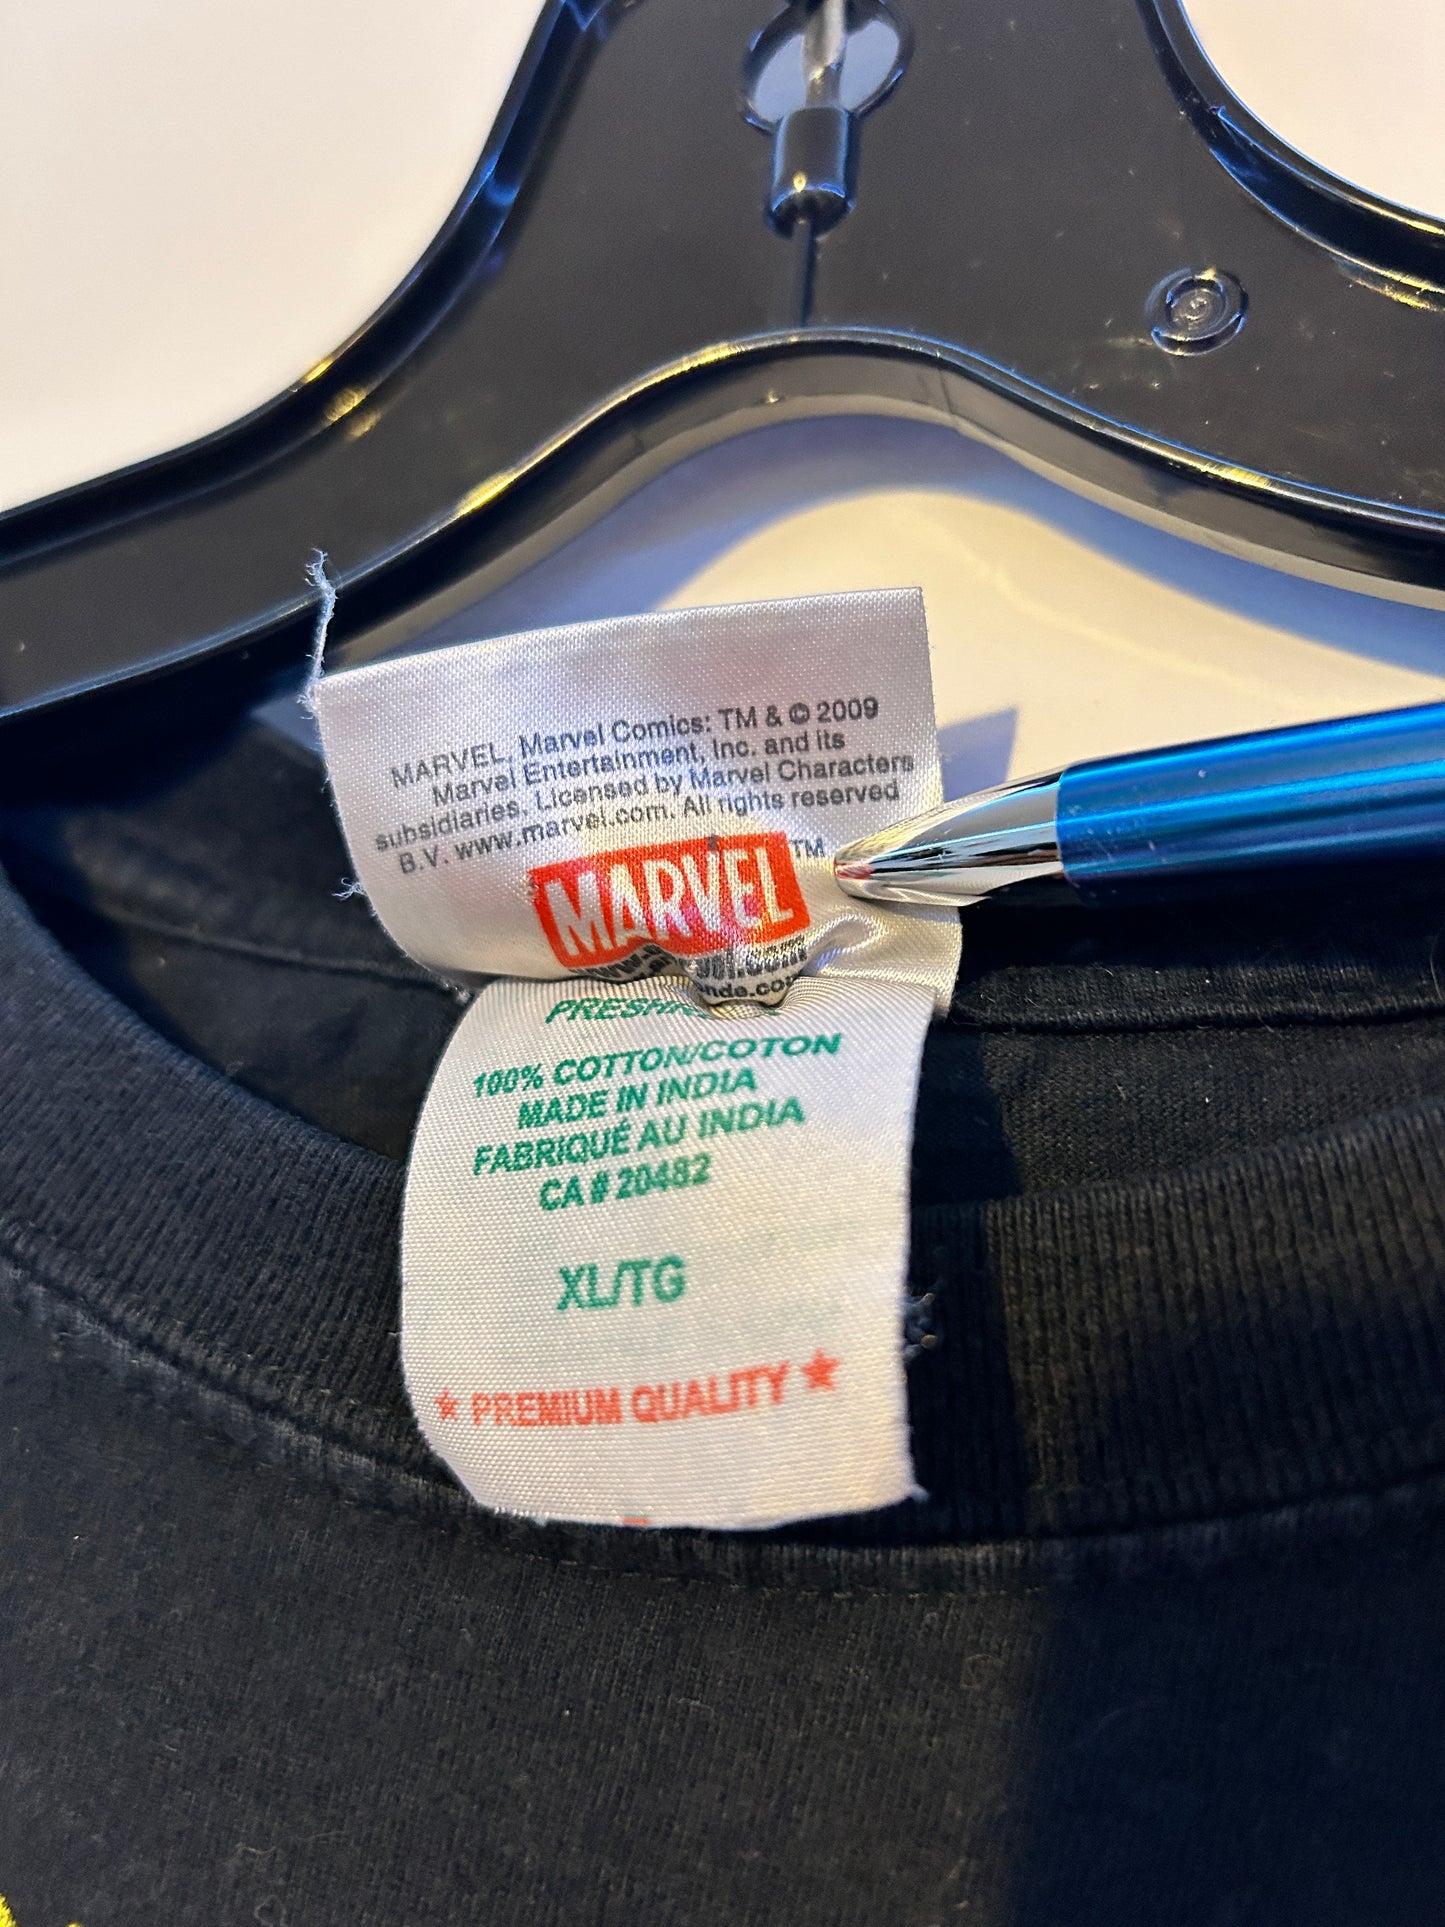 MARVEL, Marvel Comics: TM & © 2009
Marvel Entertainment, Inc. and its
subsidiaries. Licensed by Marvel Characters
B.V. www.marvel.com. All rights reserved
MARVEL TM
100% COTTON/COTON
MADE IN INDIA
FABRIQUÉ AU INDIA
CA# 20482
XL/TG
★ PREMIUM QUALITY ★